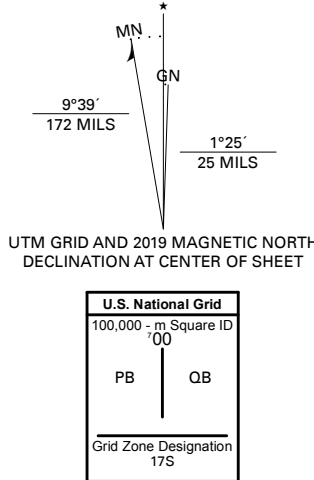 ★
MN
GN
9°39´
172 MILS
1°25´
25 MILS
UTM GRID AND 2019 MAGNETIC NORTH
DECLINATION AT CENTER OF SHEET
U.S. National Grid
100,000 - m Square ID
⁷00
PB QB
Grid Zone Designation
17S